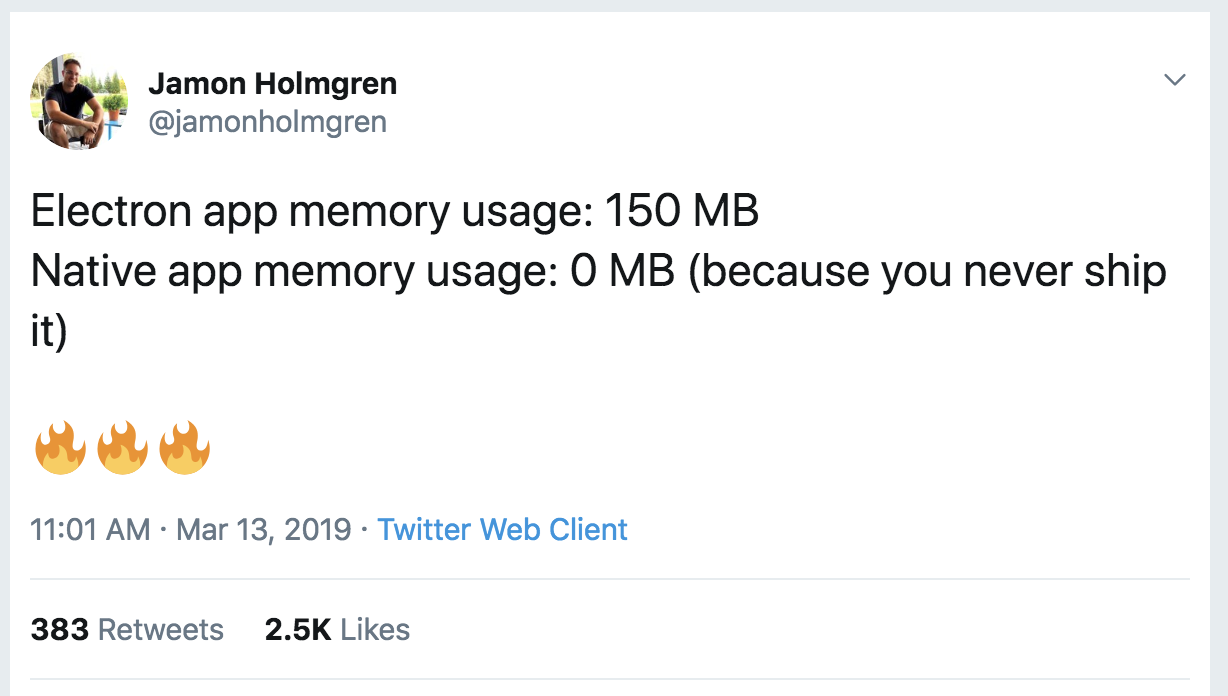 Jamon Holmgren
@jamonholmgren
Electron app memory usage: 150 MB
Native app memory usage: 0 MB (because you never ship
it)
🔥🔥🔥
11:01 AM · Mar 13, 2019 · Twitter Web Client
383 Retweets 2.5K Likes